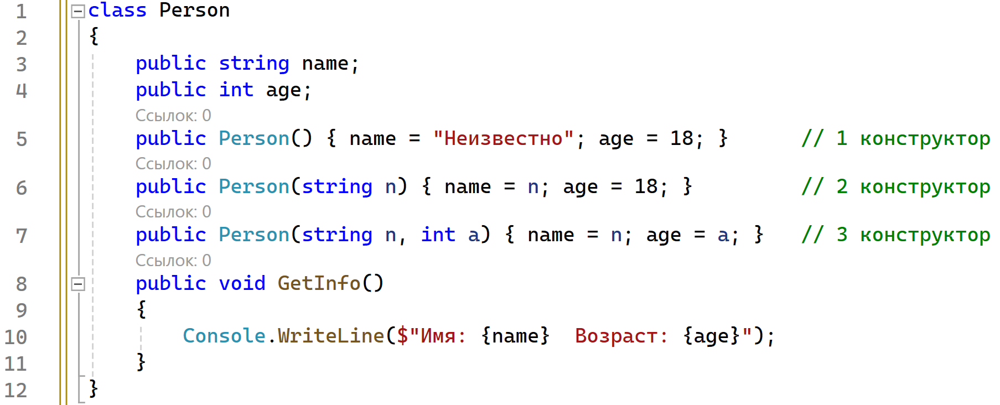 1 class Person
2 {
3     public string name;
4     public int age;
Ссылок: 0
5     public Person() { name = "Неизвестно"; age = 18; }      // 1 конструктор
Ссылок: 0
6     public Person(string n) { name = n; age = 18; }         // 2 конструктор
Ссылок: 0
7     public Person(string n, int a) { name = n; age = a; }   // 3 конструктор
Ссылок: 0
8     public void GetInfo()
9     {
10         Console.WriteLine($"Имя: {name}  Возраст: {age}");
11     }
12 }